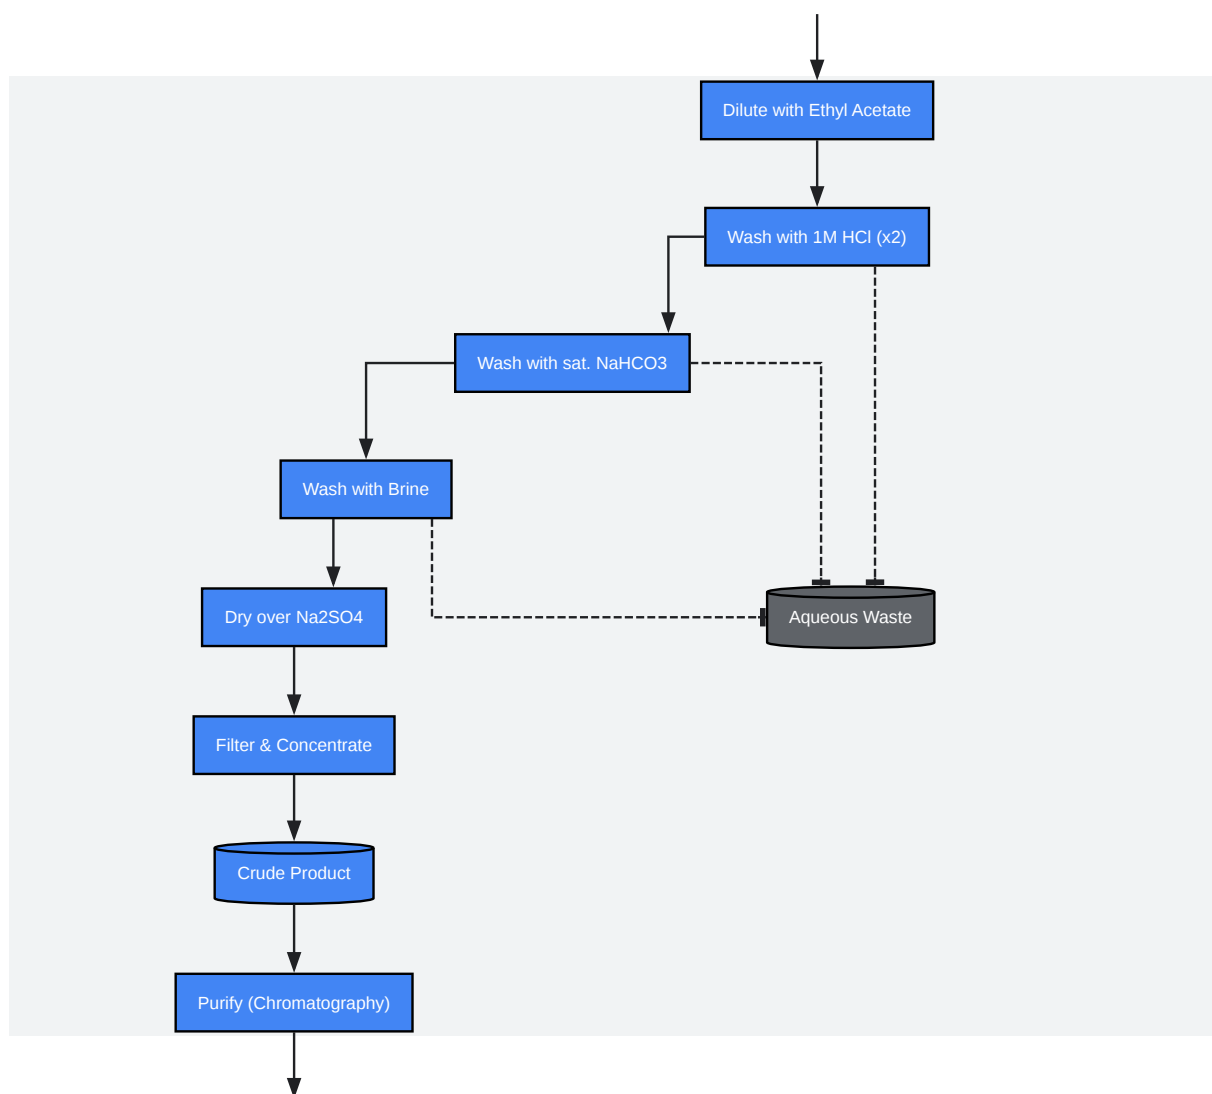 Dilute with Ethyl Acetate
Wash with 1M HCl (x2)
Wash with sat. NaHCO3
Wash with Brine
Dry over Na2SO4
Aqueous Waste
Filter & Concentrate
Crude Product
Purify (Chromatography)